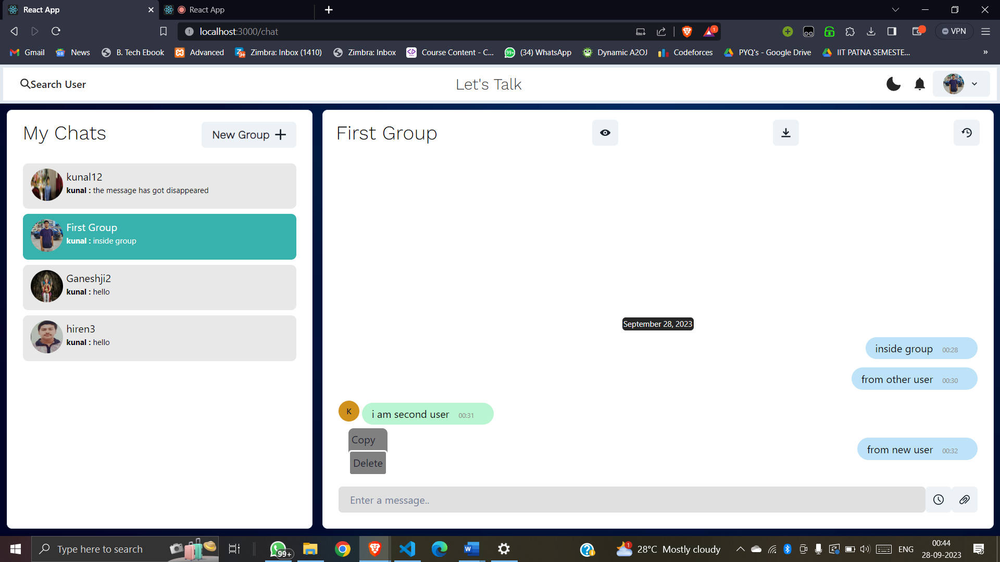 React App
React App
localhost:3000/chat
1
VPN
Gmail
News
B. Tech Ebook
Advanced
Zimbra: Inbox (1410)
Zimbra: Inbox
Course Content - C...
(34) WhatsApp
Dynamic A2OJ
Codeforces
PYQ's - Google Drive
IIT PATNA SEMESTE...
»
Search User
Let's Talk
My Chats
New Group
kunal12
kunal : the message has got disappeared
First Group
kunal : inside group
Ganeshji2
kunal : hello
hiren3
kunal : hello
First Group
September 28, 2023
inside group 00:28
from other user 00:30
K
i am second user 00:31
Copy
Delete
from new user 00:32
Enter a message..
Type here to search
99+
1
28°C Mostly cloudy
ENG
00:44
28-09-2023